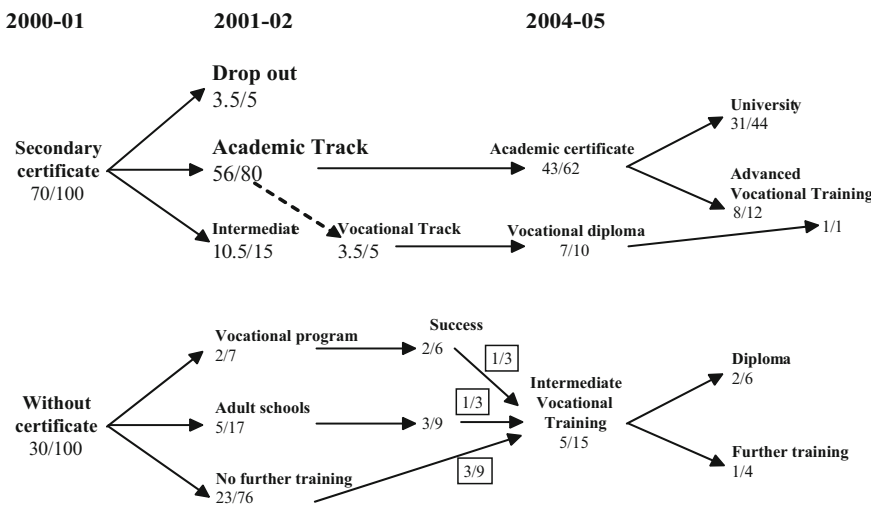 2000-01 2001-02 2004-05
Drop out
3.5/5
Secondary
certificate
70/100
Academic Track
56/80
Academic certificate
43/62
University
31/44
Advanced
Vocational Training
8/12
Intermediate
10.5/15
Vocational Track
3.5/5
Vocational diploma
7/10
1/1
Vocational program
2/7
Success
2/6
1/3
Without
certificate
30/100
Adult schools
5/17
3/9
1/3
Intermediate
Vocational
Training
5/15
Diploma
2/6
No further training
23/76
3/9
Further training
1/4